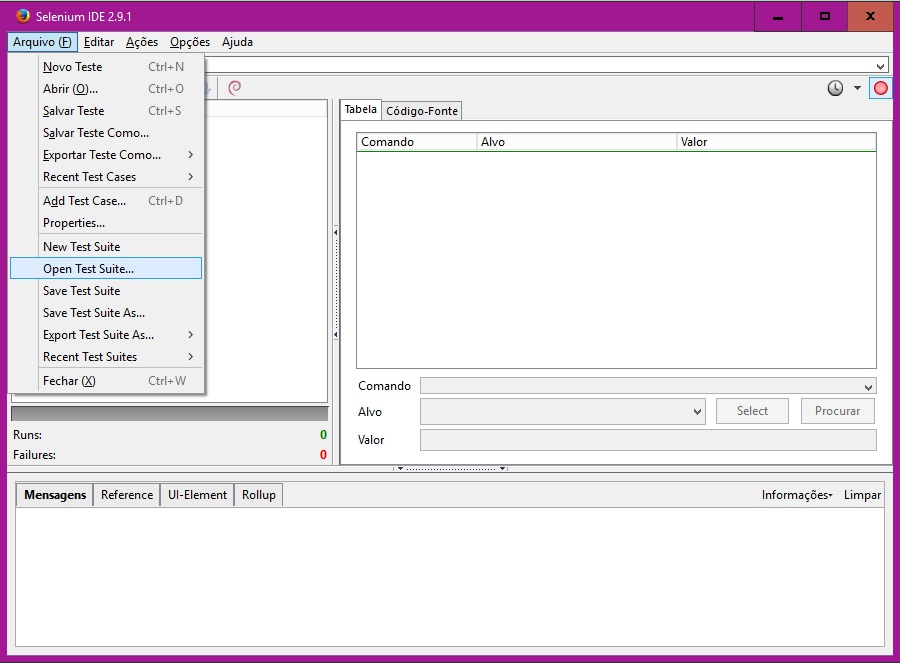 Selenium IDE 2.9.1
Arquivo (F) Editar Ações Opções Ajuda
Novo Teste Ctrl+N
Abrir (O)... Ctrl+O
Salvar Teste Ctrl+S
Salvar Teste Como...
Exportar Teste Como...
Recent Test Cases
Add Test Case... Ctrl+D
Properties...
New Test Suite
Open Test Suite...
Save Test Suite
Save Test Suite As...
Export Test Suite As...
Recent Test Suites
Fechar (X) Ctrl+W
Runs: 0
Failures: 0
Tabela Código-Fonte
Comando Alvo Valor
Comando
Alvo Select Procurar
Valor
Mensagens Reference UI-Element Rollup Informações Limpar